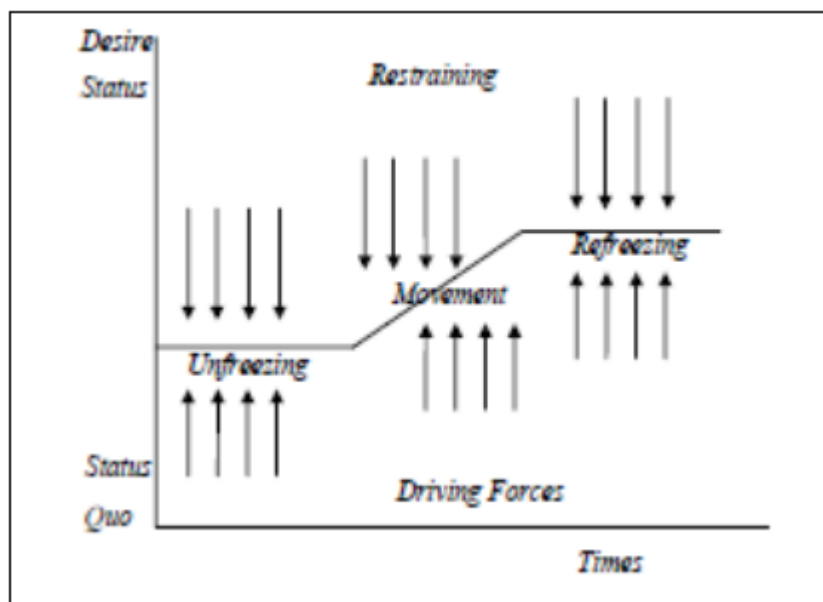 Desire
Status
Restraining
Refreezing
Movement
Unfreezing
Status
Quo
Driving Forces
Times